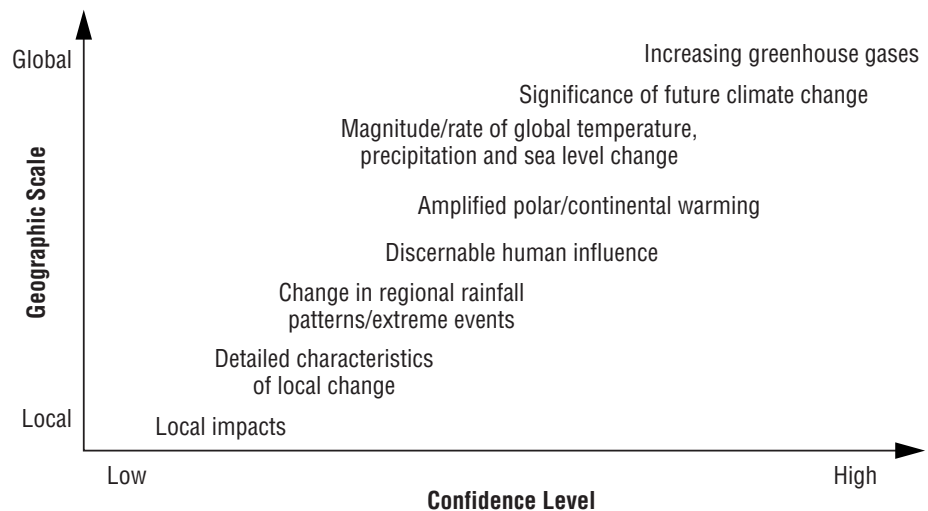 Global
Increasing greenhouse gases
Significance of future climate change
Magnitude/rate of global temperature,
precipitation and sea level change
Amplified polar/continental warming
Geographic Scale
Discernable human influence
Change in regional rainfall
patterns/extreme events
Detailed characteristics
of local change
Local
Local impacts
Low
High
Confidence Level